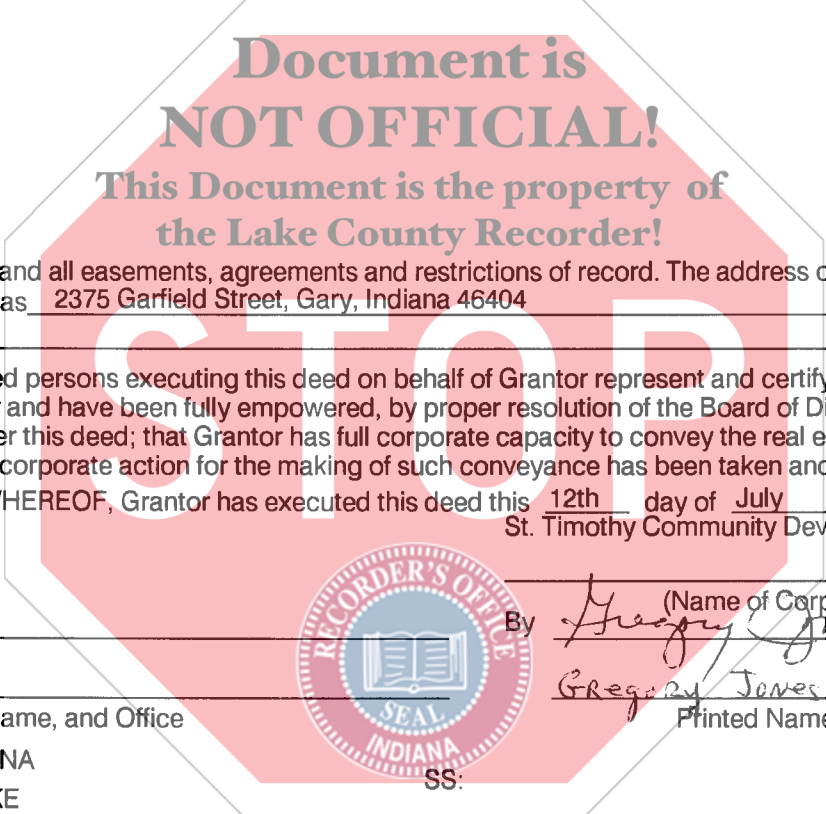 Document is
NOT OFFICIAL!
This Document is the property of
the Lake County Recorder!
and all easements, agreements and restrictions of record. The address o
as 2375 Garfield Street, Gary, Indiana 46404
STOP
ed persons executing this deed on behalf of Grantor represent and certify
and have been fully empowered, by proper resolution of the Board of Di
er this deed; that Grantor has full corporate capacity to convey the real e
corporate action for the making of such conveyance has been taken and
WHEREOF, Grantor has executed this deed this 12th day of July
St. Timothy Community Dev
(Name of Corp
By Gregory Jo
Gregory Jones
ame, and Office
Printed Name
RECORDER'S OFFICE
SEAL
INDIANA
NA
SS:
KE